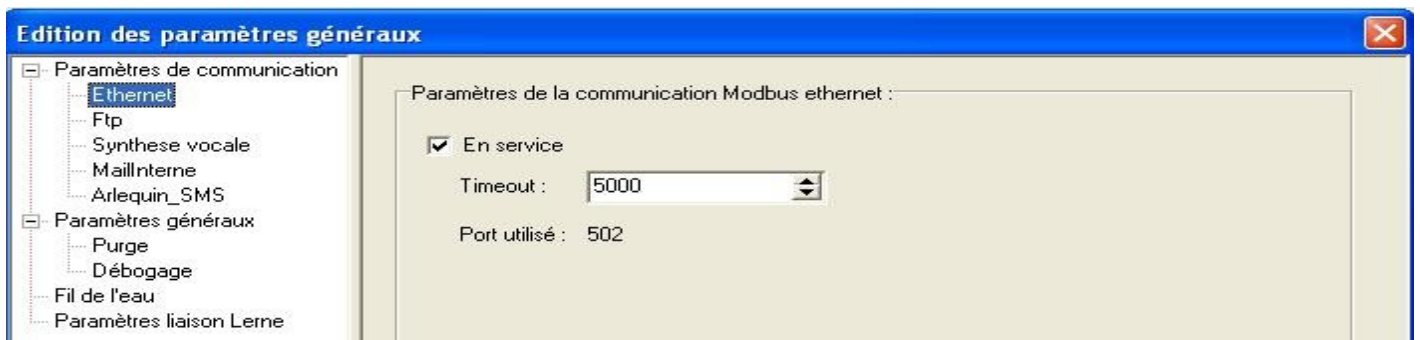 Edition des paramètres généraux
Paramètres de communication
Ethernet
Ftp
Synthese vocale
MailInterne
Arlequin_SMS
Paramètres généraux
Purge
Débogage
Fil de l'eau
Paramètres liaison Lerne
Paramètres de la communication Modbus ethernet :
En service
Timeout : 5000
Port utilisé : 502